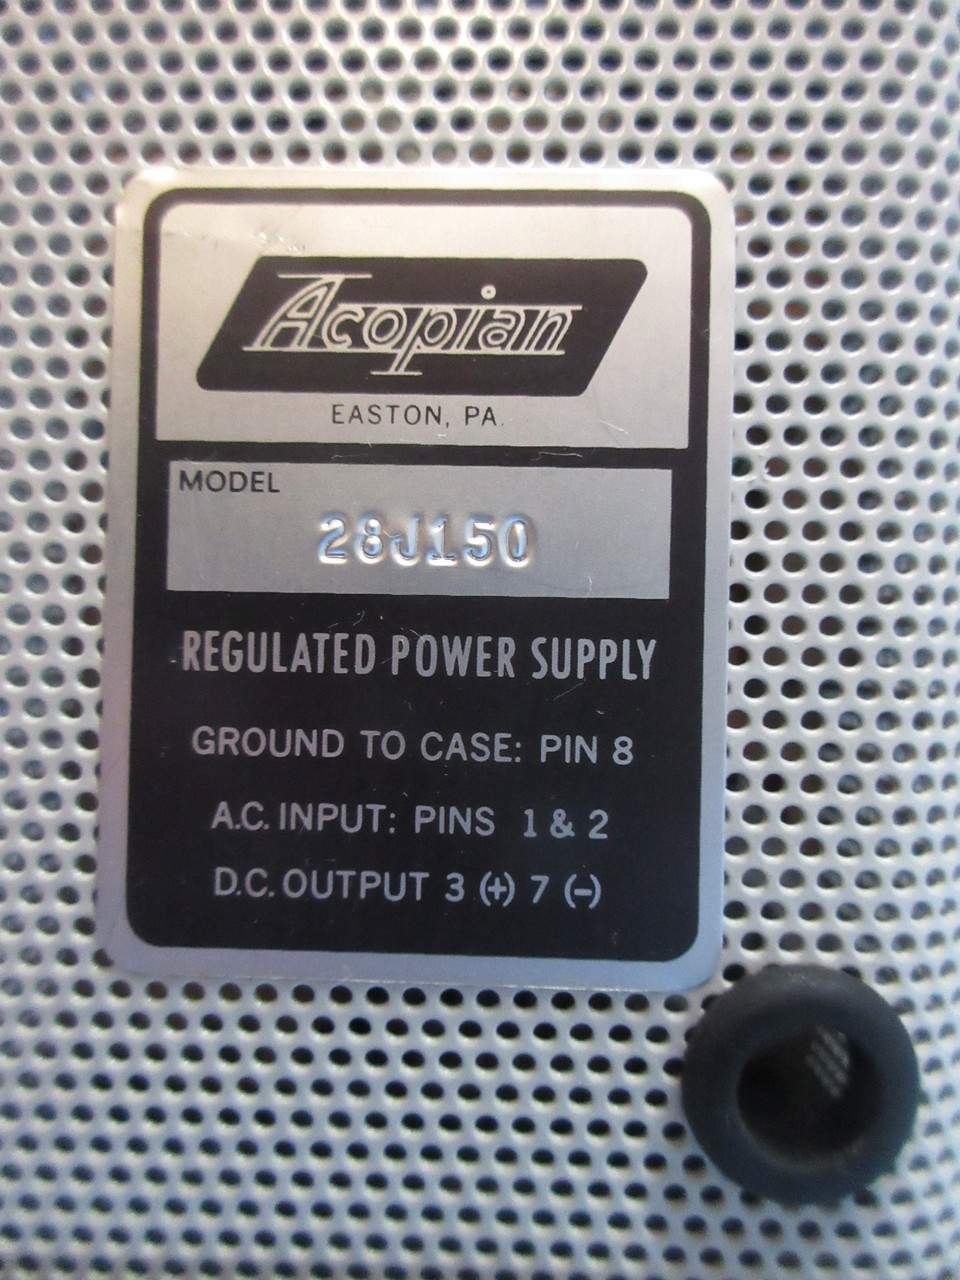 Acopian
EASTON, PA.
MODEL
28J150
REGULATED POWER SUPPLY
GROUND TO CASE: PIN 8
A.C. INPUT: PINS 1 & 2
D.C. OUTPUT 3 (+) 7 (-)